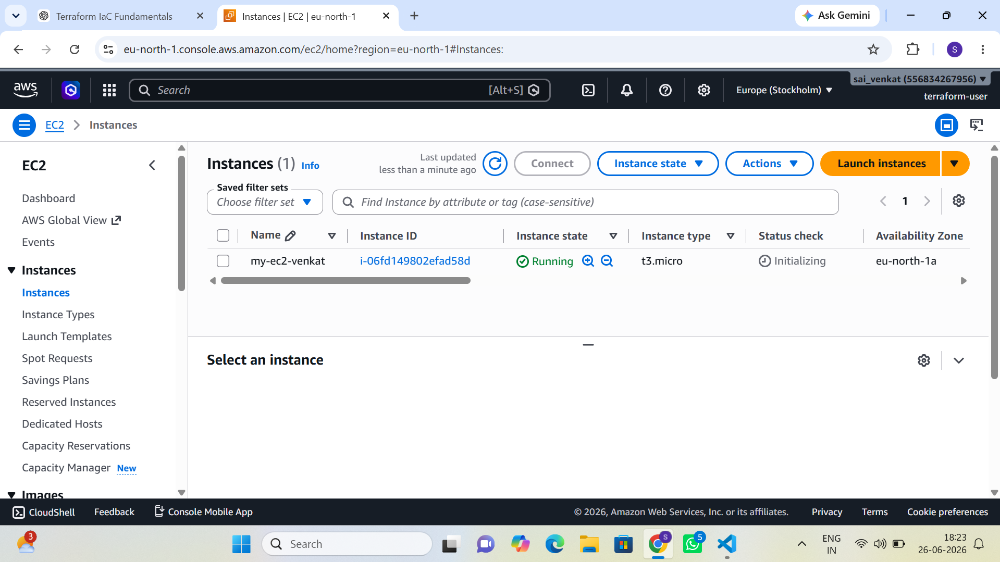 Terraform IaC Fundamentals
Instances | EC2 | eu-north-1
Ask Gemini
eu-north-1.console.aws.amazon.com/ec2/home?region=eu-north-1#Instances:
S
aws
Search
[Alt+S]
Europe (Stockholm)
sai_venkat (556834267956)
terraform-user
EC2
Instances
EC2
Dashboard
AWS Global View
Events
Instances
Instances
Instance Types
Launch Templates
Spot Requests
Savings Plans
Reserved Instances
Dedicated Hosts
Capacity Reservations
Capacity Manager New
Images
Instances (1) Info
Last updated
less than a minute ago
Connect
Instance state
Actions
Launch instances
Saved filter sets
Choose filter set
Find Instance by attribute or tag (case-sensitive)
1
Name Instance ID Instance state Instance type Status check Availability Zone
my-ec2-venkat i-06fd149802efad58d Running t3.micro Initializing eu-north-1a
Select an instance
CloudShell Feedback Console Mobile App © 2026, Amazon Web Services, Inc. or its affiliates. Privacy Terms Cookie preferences
3
Search
S
5
ENG
IN
18:23
26-06-2026